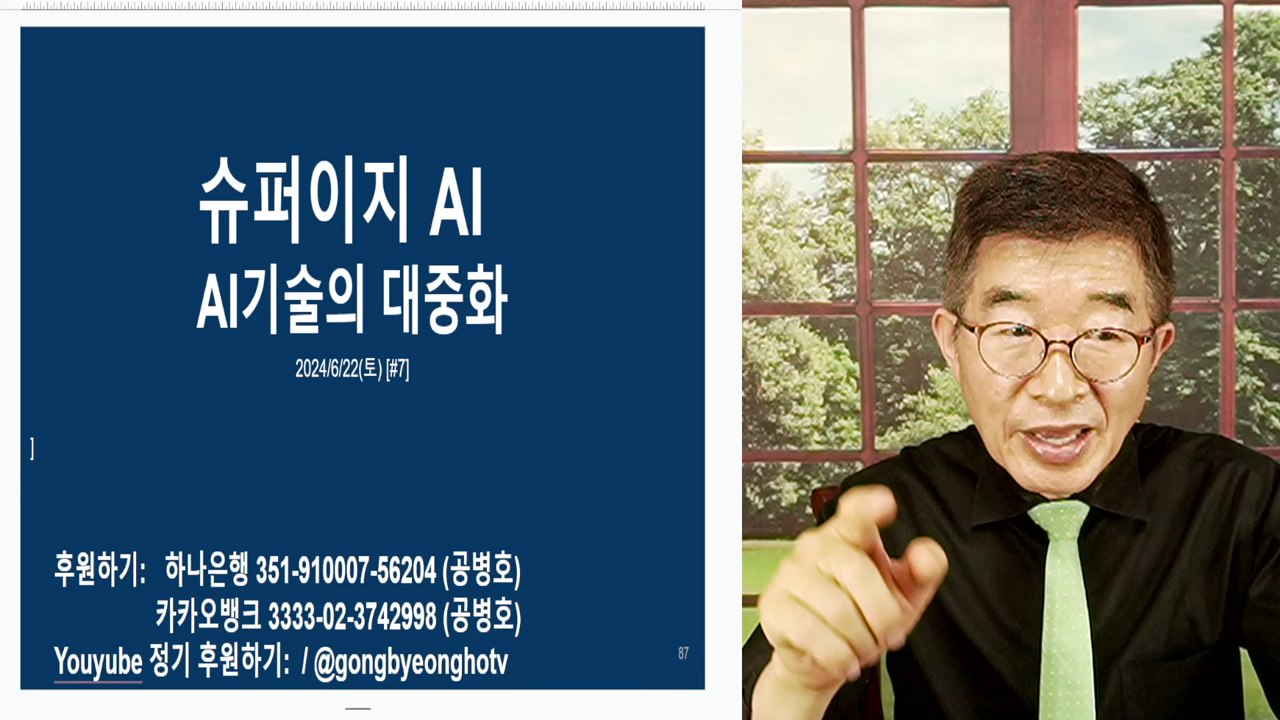 슈퍼이지 AI
AI기술의 대중화
2024/6/22(토) [#7]
]
후원하기: 하나은행 351-910007-56204 (공병호)
카카오뱅크 3333-02-3742998 (공병호)
Youyube 정기 후원하기: / @gongbyeonghotv
87